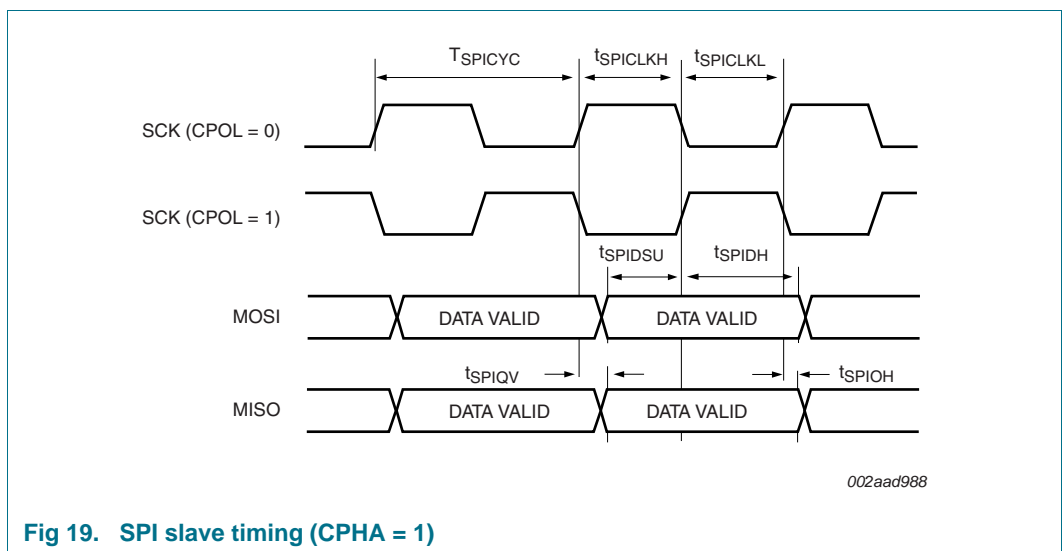 TSPICYC
tSPICLKH
tSPICLKL
SCK (CPOL = 0)
SCK (CPOL = 1)
tSPIDSU
tSPIDH
MOSI
DATA VALID
DATA VALID
tSPIQV
tSPIOH
MISO
DATA VALID
DATA VALID
002aad988
Fig 19. SPI slave timing (CPHA = 1)